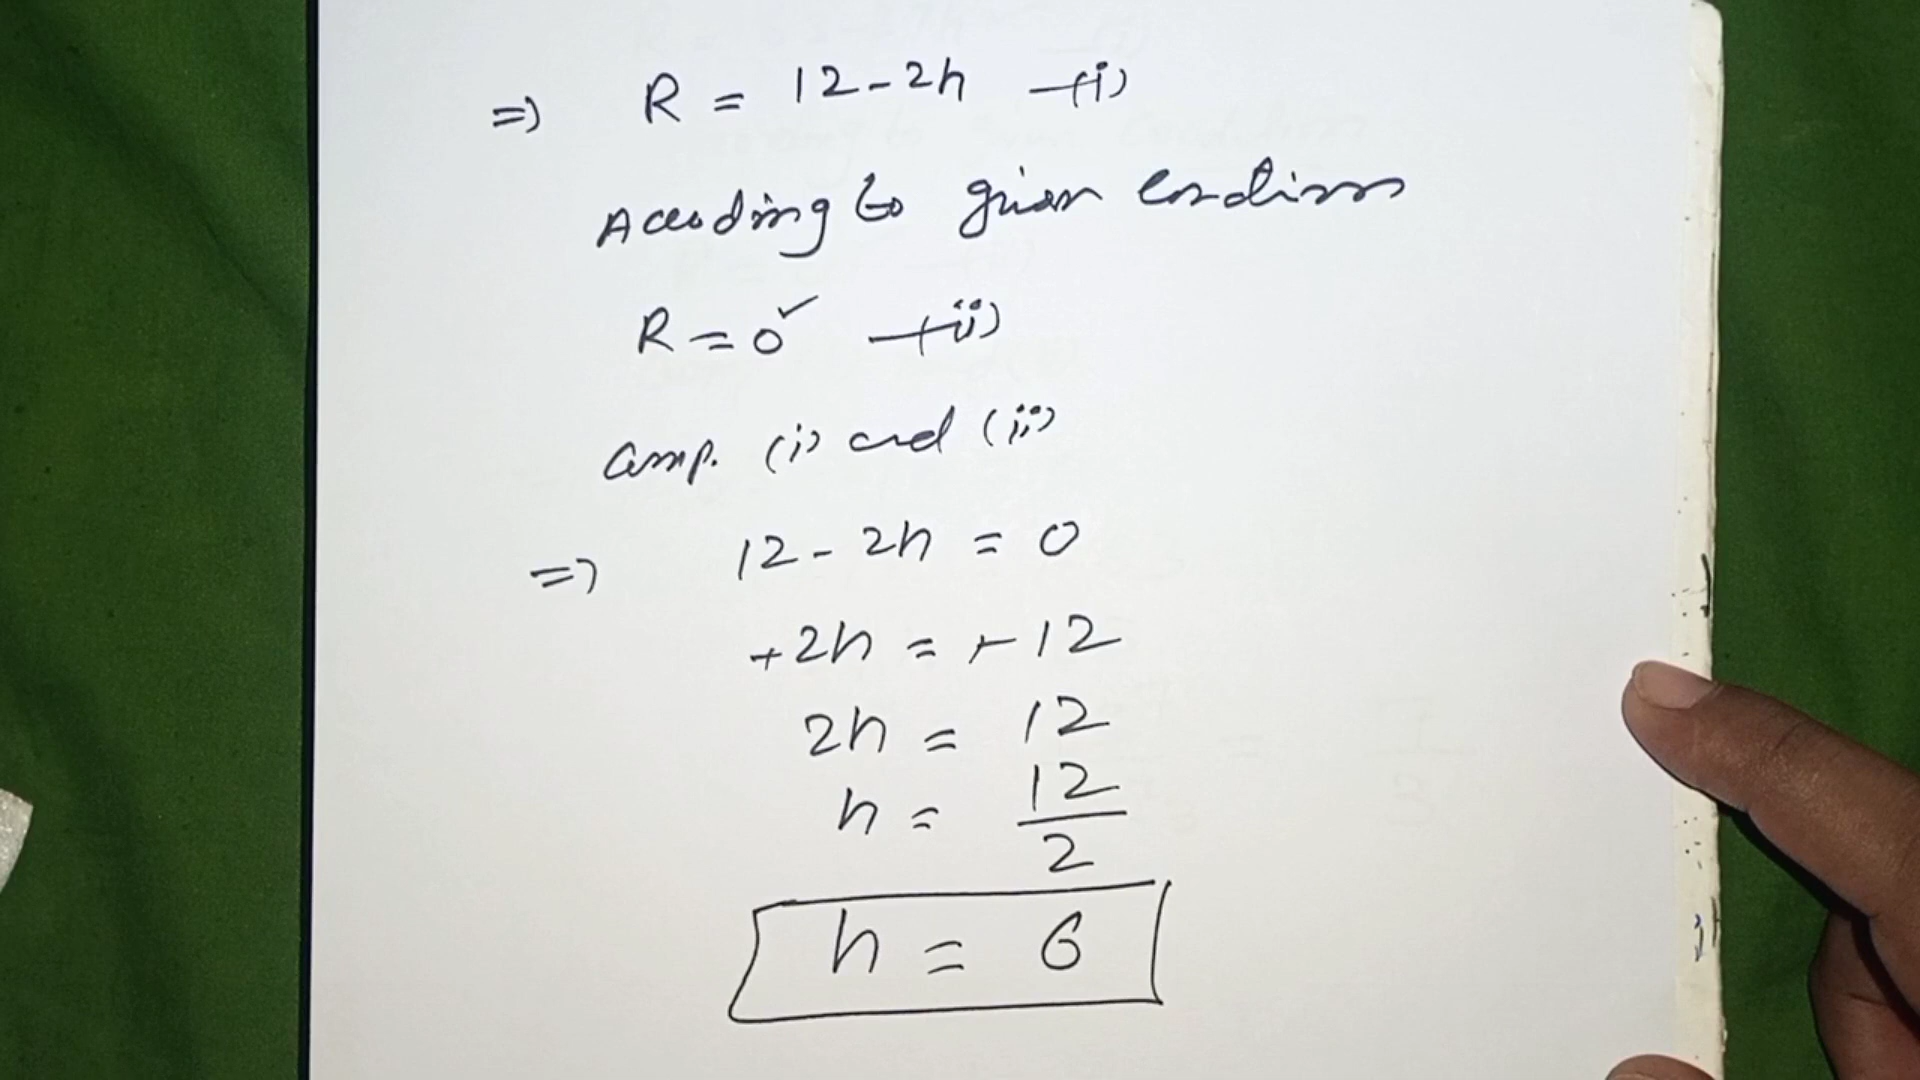 => R = 12 - 2h —(i)
According to given conditions
R = 0 ✓ —(ii)
Comp. (i) and (ii)
=> 12 - 2h = 0
+2h = +12
2h = 12
h = 12/2
h = 6